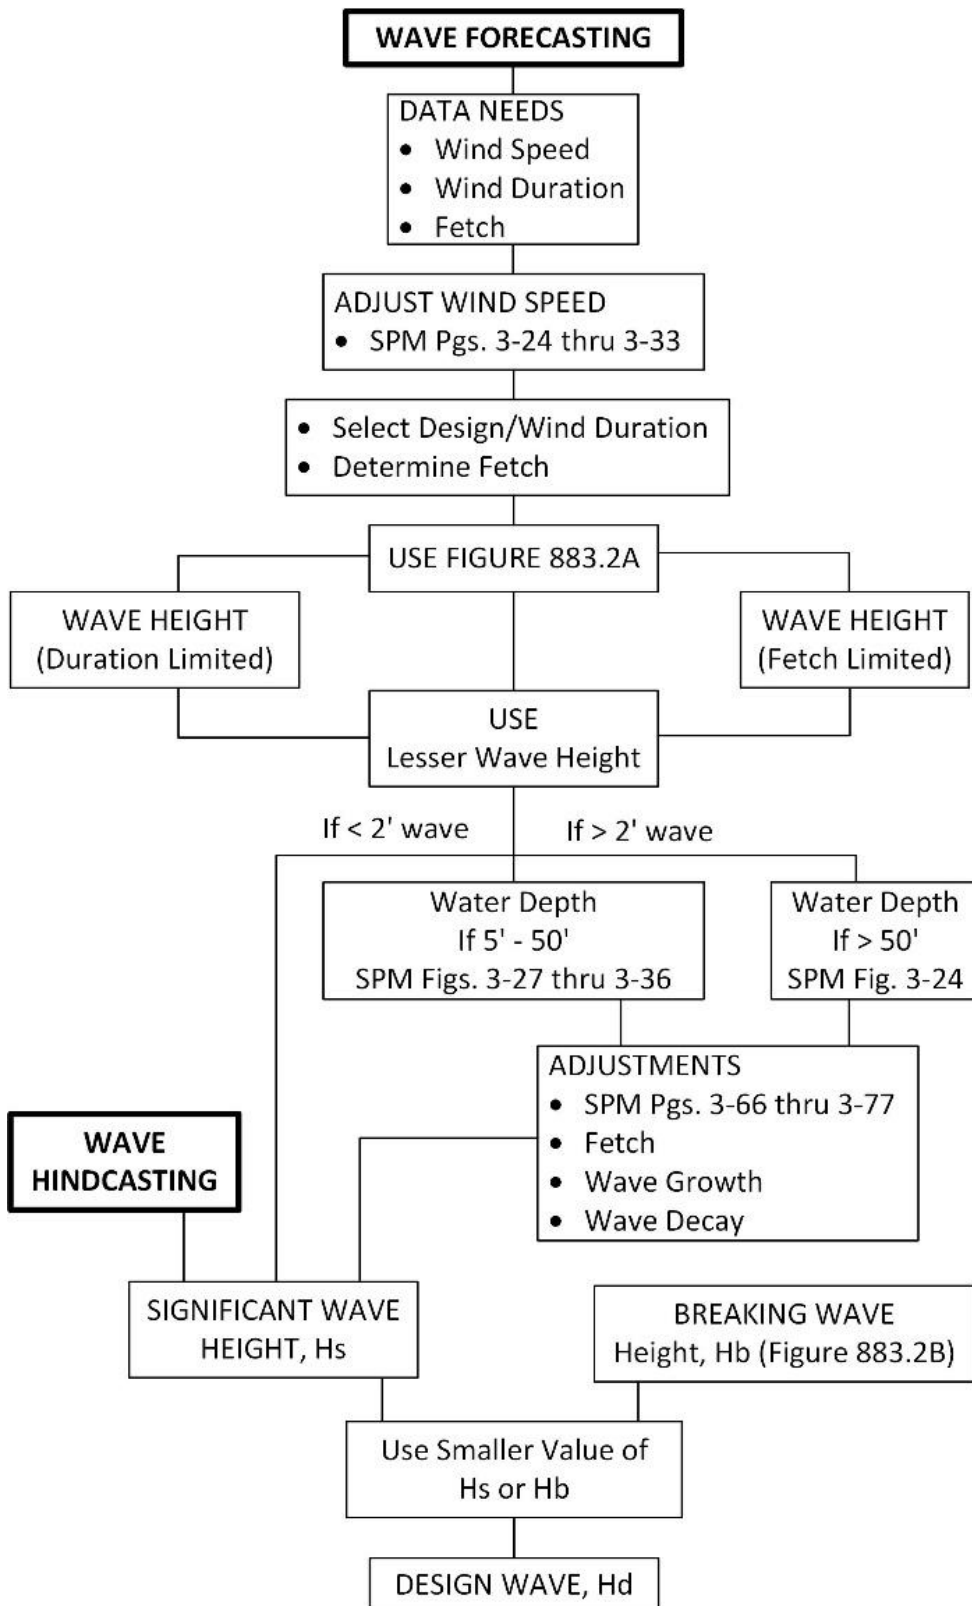 WAVE FORECASTING
DATA NEEDS
• Wind Speed
• Wind Duration
• Fetch
ADJUST WIND SPEED
• SPM Pgs. 3-24 thru 3-33
• Select Design/Wind Duration
• Determine Fetch
USE FIGURE 883.2A
WAVE HEIGHT
(Duration Limited)
WAVE HEIGHT
(Fetch Limited)
USE
Lesser Wave Height
If < 2' wave
If > 2' wave
Water Depth
If 5' - 50'
SPM Figs. 3-27 thru 3-36
Water Depth
If > 50'
SPM Fig. 3-24
ADJUSTMENTS
• SPM Pgs. 3-66 thru 3-77
• Fetch
• Wave Growth
• Wave Decay
WAVE
HINDCASTING
SIGNIFICANT WAVE
HEIGHT, Hs
BREAKING WAVE
Height, Hb (Figure 883.2B)
Use Smaller Value of
Hs or Hb
DESIGN WAVE, Hd